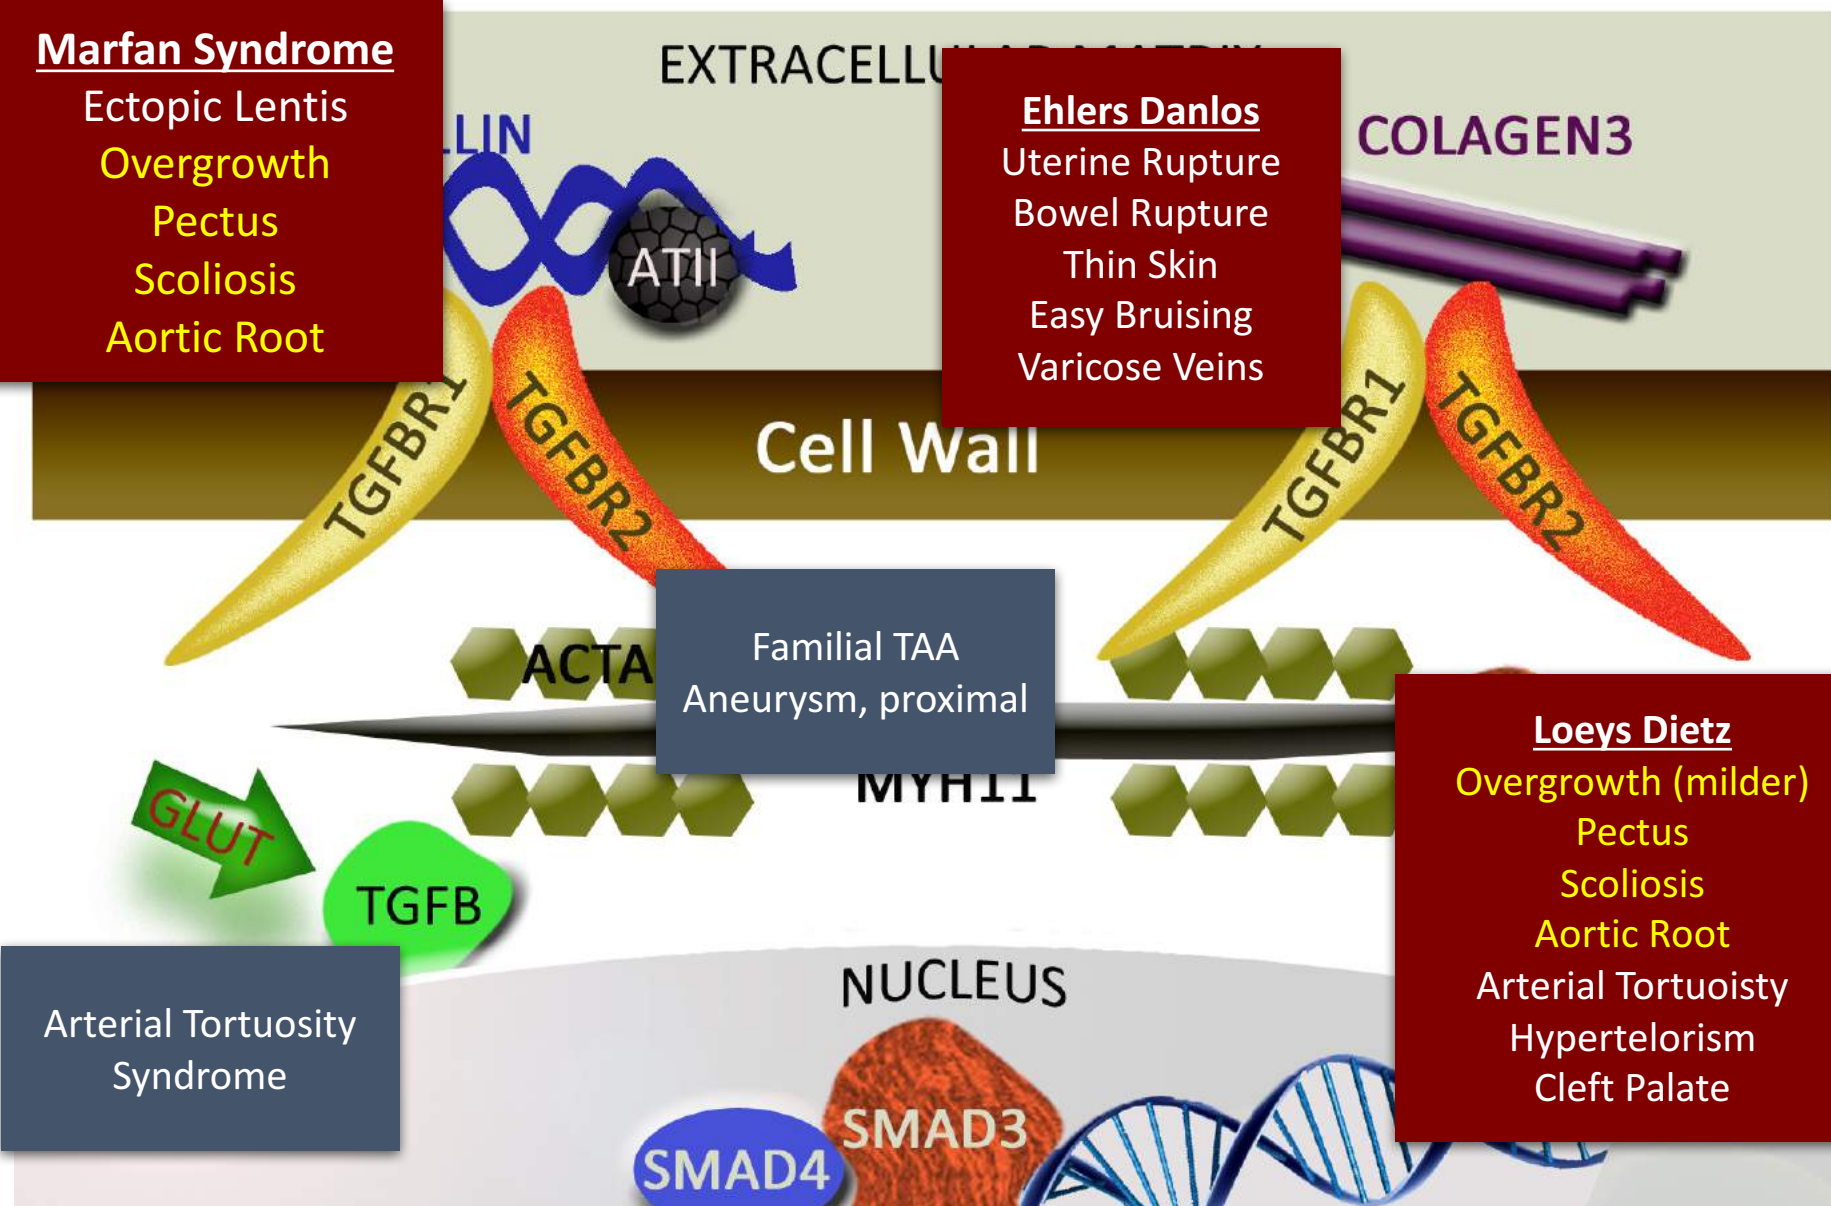 Marfan Syndrome
Ectopic Lentis
Overgrowth
Pectus
Scoliosis
Aortic Root
LLIN
ATII
Ehlers Danlos
Uterine Rupture
Bowel Rupture
Thin Skin
Easy Bruising
Varicose Veins
COLAGEN3
TGFBR1
TGFBR2
Cell Wall
TGFBR1
TGFBR2
ACTA
Familial TAA
Aneurysm, proximal
MYH11
GLUT
TGFB
Loeys Dietz
Overgrowth (milder)
Pectus
Scoliosis
Aortic Root
Arterial Tortuoisty
Hypertelorism
Cleft Palate
Arterial Tortuosity
Syndrome
NUCLEUS
SMAD3
SMAD4